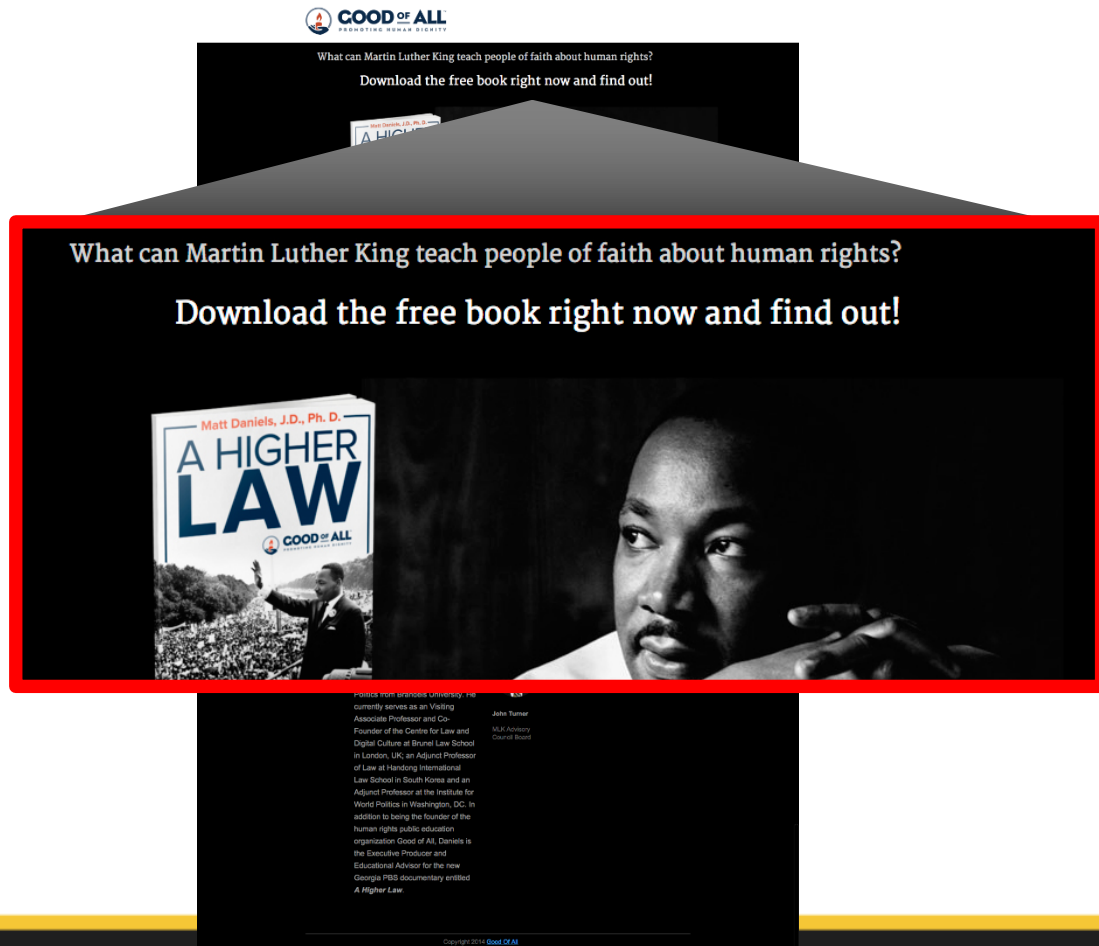 GOOD OF ALL
PROMOTING HUMAN DIGNITY
What can Martin Luther King teach people of faith about human rights?
Download the free book right now and find out!
Matt Daniels, J.D., Ph. D.
A HIGHER
What can Martin Luther King teach people of faith about human rights?
Download the free book right now and find out!
Matt Daniels, J.D., Ph. D.
A HIGHER
LAW
GOOD OF ALL
PROMOTING HUMAN DIGNITY
Politics from Brandeis University. He
currently serves as an Visiting
Associate Professor and Co-
Founder of the Centre for Law and
Digital Culture at Brunel Law School
in London, UK; an Adjunct Professor
of Law at Handong International
Law School in South Korea and an
Adjunct Professor at the Institute for
World Politics in Washington, DC. In
addition to being the founder of the
human rights public education
organization Good of All, Daniels is
the Executive Producer and
Educational Advisor for the new
Georgia PBS documentary entitled
A Higher Law.
John Turner
MLK Advisory
Council Board
Copyright 2014 Good Of All